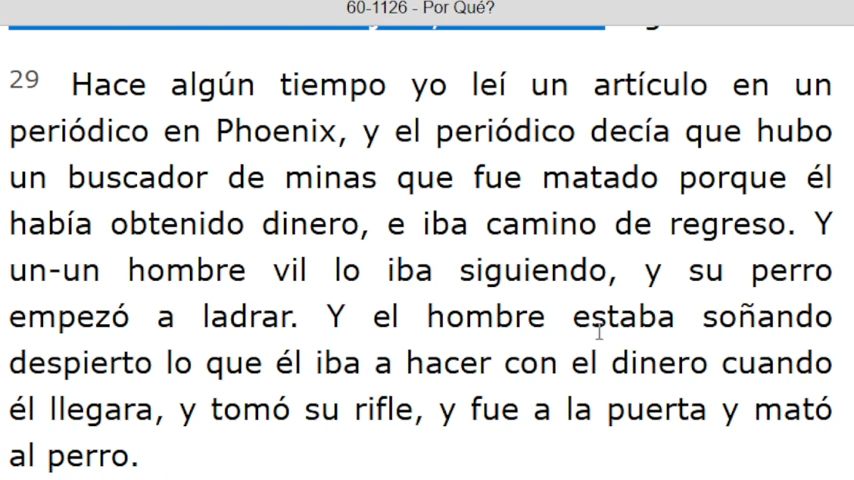 60-1126 - Por Qué?
29 Hace algún tiempo yo leí un artículo en un
periódico en Phoenix, y el periódico decía que hubo
un buscador de minas que fue matado porque él
había obtenido dinero, e iba camino de regreso. Y
un-un hombre vil lo iba siguiendo, y su perro
empezó a ladrar. Y el hombre estaba soñando
despierto lo que él iba a hacer con el dinero cuando
él llegara, y tomó su rifle, y fue a la puerta y mató
al perro.